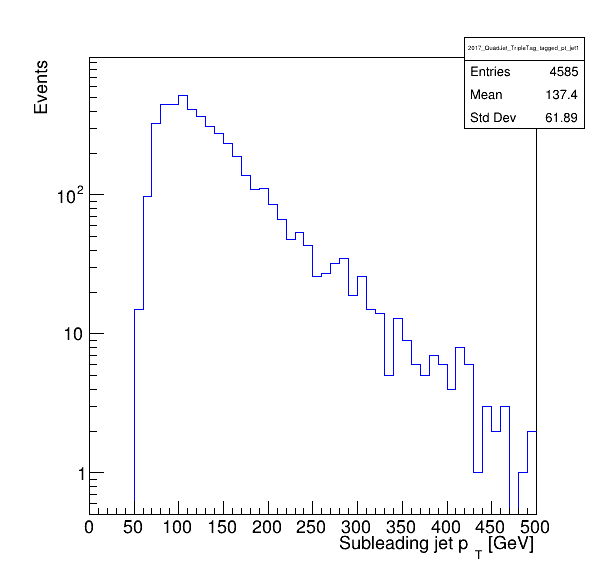 2017_QuadJet_TripleTag_tagged_pt_jet1
Entries 4585
Mean 137.4
Std Dev 61.89
Events
10²
10
1
0 50 100 150 200 250 300 350 400 450 500
Subleading jet p_T [GeV]